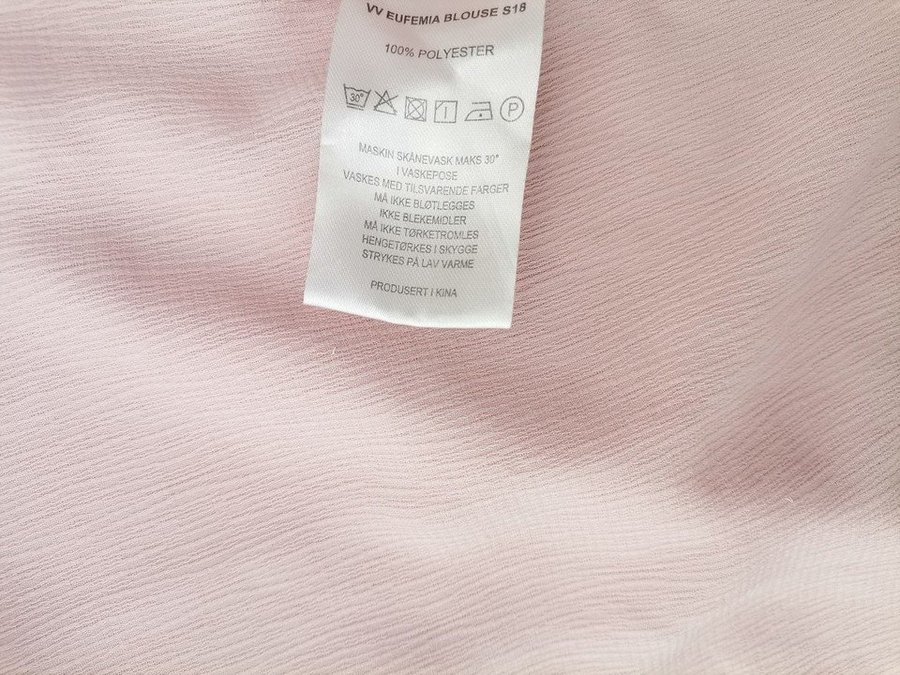 VV EUFEMIA BLOUSE S18
100% POLYESTER
30° P
MASKIN SKÅNEVASK MAKS 30°
I VASKEPOSE
VASKES MED TILSVARENDE FARGER
MÅ IKKE BLØTLEGGES
IKKE BLEKEMIDLER
MÅ IKKE TØRKETROMLES
HENGETØRKES I SKYGGE
STRYKES PÅ LAV VARME
PRODUSERT I KINA